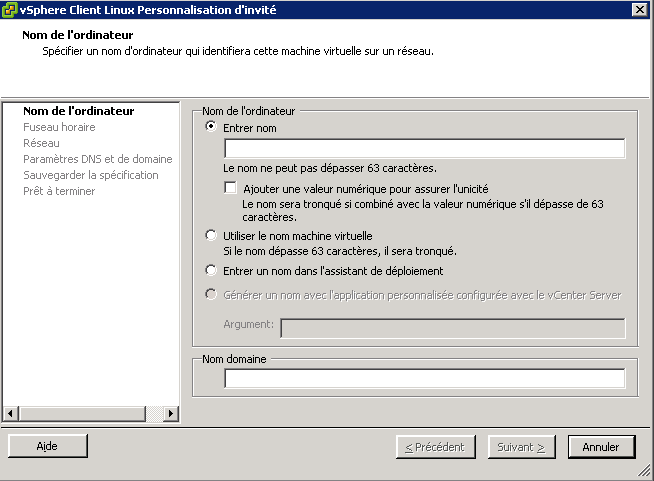 vSphere Client Linux Personnalisation d'invité
Nom de l'ordinateur
Spécifier un nom d'ordinateur qui identifiera cette machine virtuelle sur un réseau.
Nom de l'ordinateur
Fuseau horaire
Réseau
Paramètres DNS et de domaine
Sauvegarder la spécification
Prêt à terminer
Nom de l'ordinateur
Entrer nom
Le nom ne peut pas dépasser 63 caractères.
Ajouter une valeur numérique pour assurer l'unicité
Le nom sera tronqué si combiné avec la valeur numérique s'il dépasse de 63
caractères.
Utiliser le nom machine virtuelle
Si le nom dépasse 63 caractères, il sera tronqué.
Entrer un nom dans l'assistant de déploiement
Générer un nom avec l'application personnalisée configurée avec le vCenter Server
Argument:
Nom domaine
Aide
< Précédent
Suivant >
Annuler